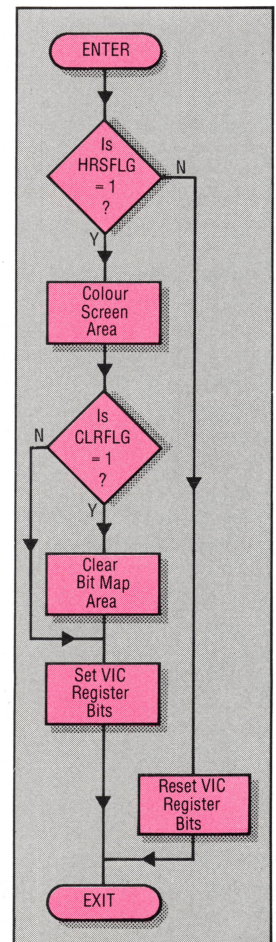 ENTER
Is
HRSFLG
= 1
?
N
Y
Colour
Screen
Area
Is
CLRFLG
= 1
?
N
Y
Clear
Bit Map
Area
Set VIC
Register
Bits
Reset VIC
Register
Bits
EXIT